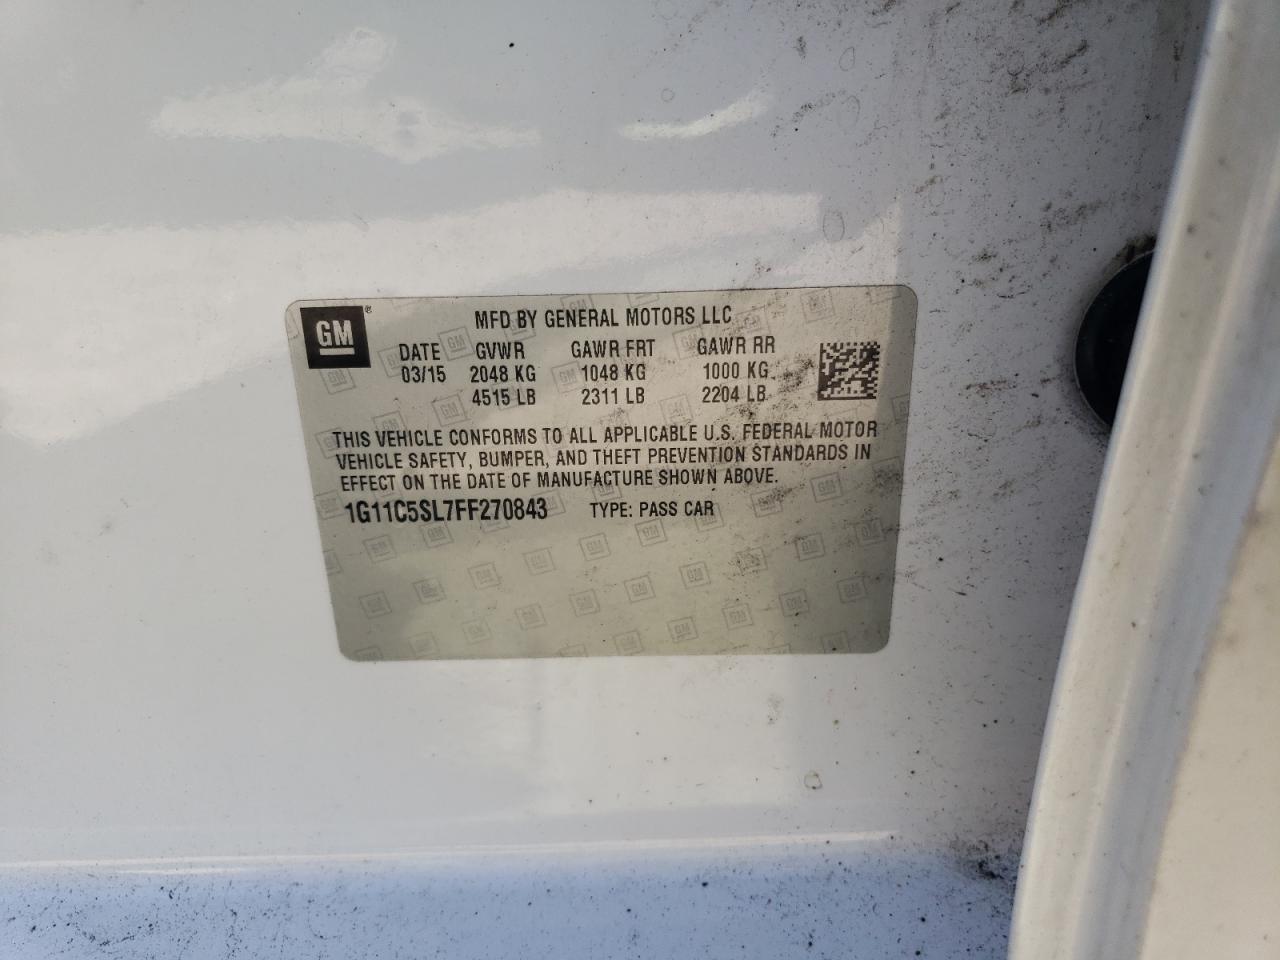 GM®
MFD BY GENERAL MOTORS LLC
DATE GVWR GAWR FRT GAWR RR
03/15 2048 KG 1048 KG 1000 KG
4515 LB 2311 LB 2204 LB
THIS VEHICLE CONFORMS TO ALL APPLICABLE U.S. FEDERAL MOTOR
VEHICLE SAFETY, BUMPER, AND THEFT PREVENTION STANDARDS IN
EFFECT ON THE DATE OF MANUFACTURE SHOWN ABOVE.
1G11C5SL7FF270843 TYPE: PASS CAR